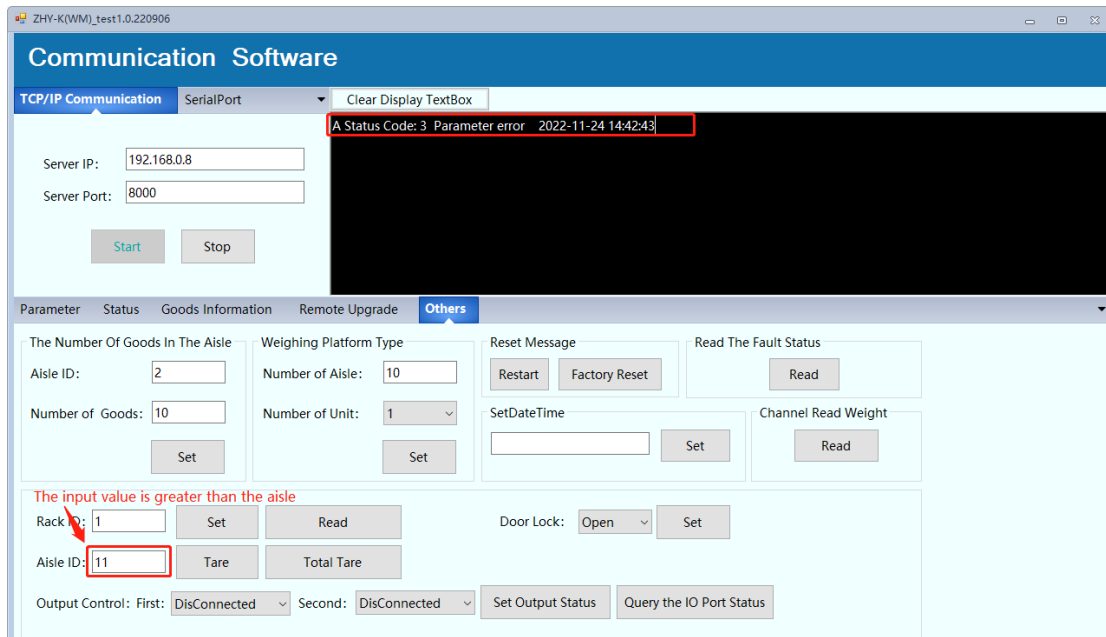 ZHY-K(WM)_test1.0.220906
Communication Software
TCP/IP Communication SerialPort Clear Display TextBox
A Status Code: 3 Parameter error 2022-11-24 14:42:43
Server IP: 192.168.0.8
Server Port: 8000
Start Stop
Parameter Status Goods Information Remote Upgrade Others
The Number Of Goods In The Aisle Weighing Platform Type Reset Message Read The Fault Status
Aisle ID: 2 Number of Aisle: 10 Restart Factory Reset Read
Number of Goods: 10 Number of Unit: 1 SetDateTime Channel Read Weight
Set Set Set Read
The input value is greater than the aisle
Rack ID: 1 Set Read Door Lock: Open Set
Aisle ID: 11 Tare Total Tare
Output Control: First: DisConnected Second: DisConnected Set Output Status Query the IO Port Status